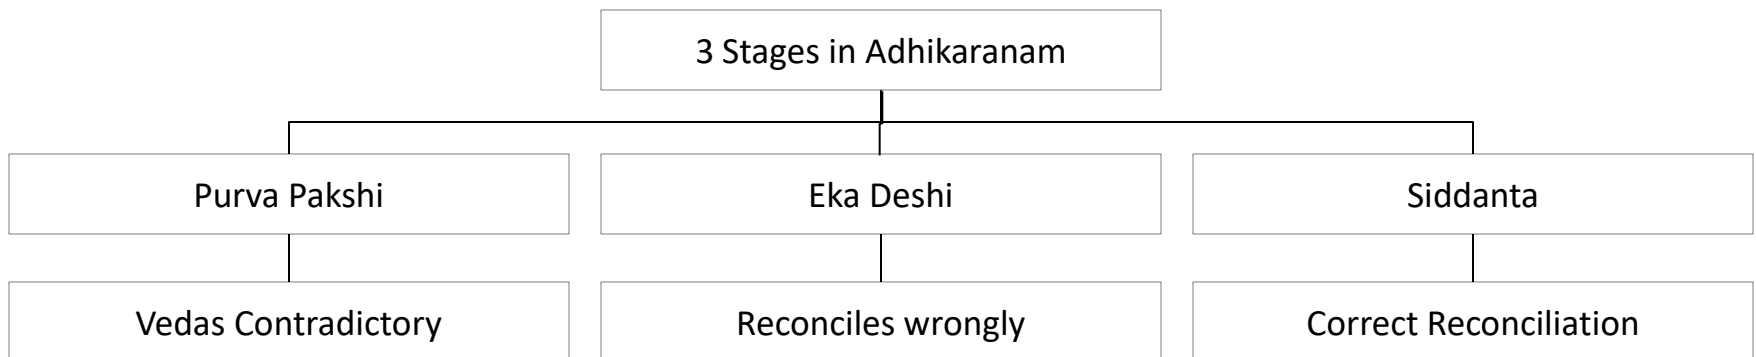 3 Stages in Adhikaranam
Purva Pakshi
Eka Deshi
Siddanta
Vedas Contradictory
Reconciles wrongly
Correct Reconciliation